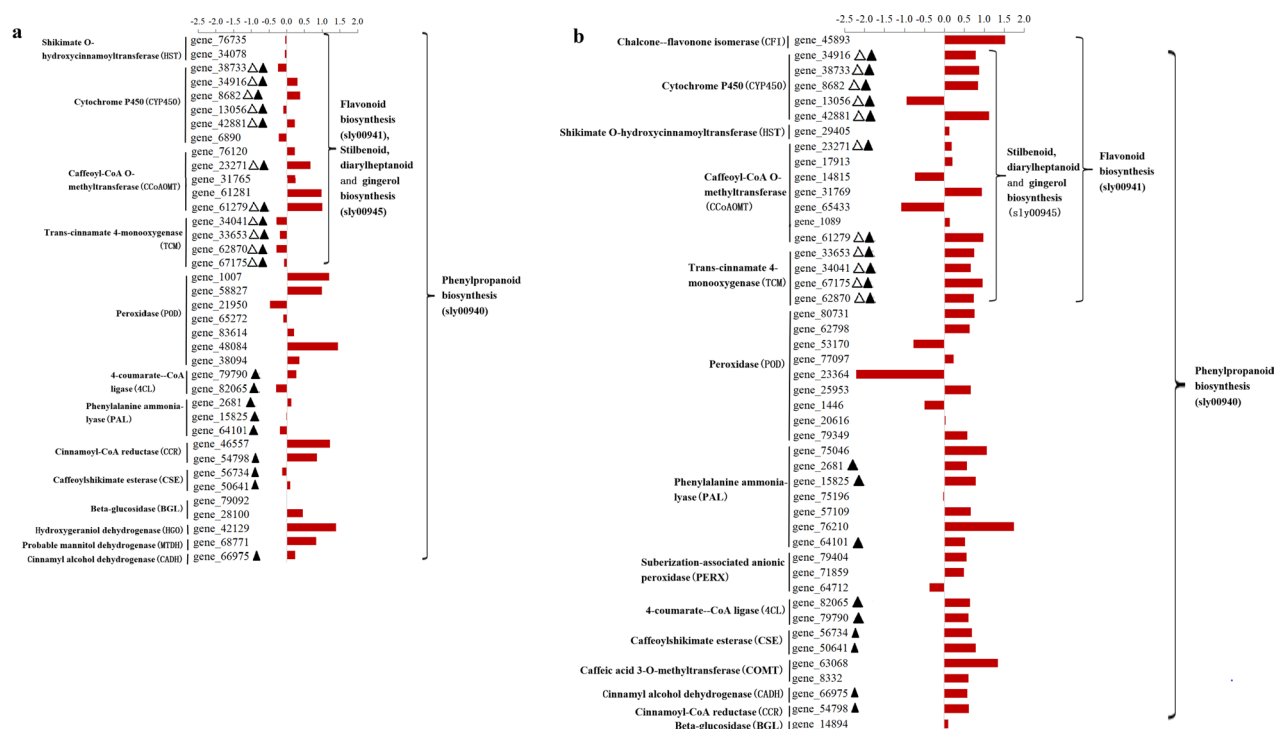 a
-2.5 -2.0 -1.5 -1.0 -0.5 0.0 0.5 1.0 1.5 2.0
Shikimate O-
hydroxycinnamoyltransferase(HST)
gene_76735
gene_34078
Cytochrome P450(CYP450)
gene_38733△▲
gene_34916△▲
gene_8682△▲
gene_13056△▲
gene_42881△▲
gene_6890
Caffeoyl-CoA O-
methyltransferase(CCoAOMT)
gene_76120
gene_23271△▲
gene_31765
gene_61281
gene_61279△▲
Trans-cinnamate 4-monooxygenase
(TCM)
gene_34041△▲
gene_33653△▲
gene_62870△▲
gene_67175△▲
Peroxidase(POD)
gene_1007
gene_58827
gene_21950
gene_65272
gene_83614
gene_48084
gene_38094
4-coumarate--CoA
ligase(4CL)
gene_79790▲
gene_82065▲
Phenylalanine ammonia-
lyase(PAL)
gene_2681▲
gene_15825▲
gene_64101▲
Cinnamoyl-CoA reductase(CCR)
gene_46557
gene_54798▲
Caffeoylshikimate esterase(CSE)
gene_56734▲
gene_50641▲
Beta-glucosidase(BGL)
gene_79092
gene_28100
Hydroxygeraniol dehydrogenase(HGO)
gene_42129
Probable mannitol dehydrogenase(MTDH)
gene_68771
Cinnamyl alcohol dehydrogenase(CADH)
gene_66975▲
Flavonoid
biosynthesis
(sly00941),
Stilbenoid,
diarylheptanoid
and gingerol
biosynthesis
(sly00945)
Phenylpropanoid
biosynthesis
(sly00940)
b
-2.5 -2.0 -1.5 -1.0 -0.5 0.0 0.5 1.0 1.5 2.0
Chalcone--flavonone isomerase(CFI)
gene_45893
Cytochrome P450(CYP450)
gene_34916△▲
gene_38733△▲
gene_8682△▲
gene_13056△▲
gene_42881△▲
Shikimate O-hydroxycinnamoyltransferase(HST)
gene_29405
Caffeoyl-CoA O-
methyltransferase
(CCoAOMT)
gene_23271△▲
gene_17913
gene_14815
gene_31769
gene_65433
gene_1089
gene_61279△▲
Trans-cinnamate 4-
monooxygenase(TCM)
gene_33653△▲
gene_34041△▲
gene_67175△▲
gene_62870△▲
Peroxidase(POD)
gene_80731
gene_62798
gene_53170
gene_77097
gene_23364
gene_25953
gene_1446
gene_20616
gene_79349
Phenylalanine ammonia-
lyase(PAL)
gene_75046
gene_2681▲
gene_15825▲
gene_75196
gene_57109
gene_76210
gene_64101▲
Suberization-associated anionic
peroxidase(PERX)
gene_79404
gene_71859
gene_64712
4-coumarate--CoA ligase(4CL)
gene_82065▲
gene_79790▲
Caffeoylshikimate esterase(CSE)
gene_56734▲
gene_50641▲
Caffeic acid 3-O-methyltransferase(COMT)
gene_63068
gene_8332
Cinnamyl alcohol dehydrogenase(CADH)
gene_66975▲
Cinnamoyl-CoA reductase(CCR)
gene_54798▲
Beta-glucosidase(BGL)
gene_14894
Stilbenoid,
diarylheptanoid
and gingerol
biosynthesis
(sly00945)
Flavonoid
biosynthesis
(sly00941)
Phenylpropanoid
biosynthesis
(sly00940)